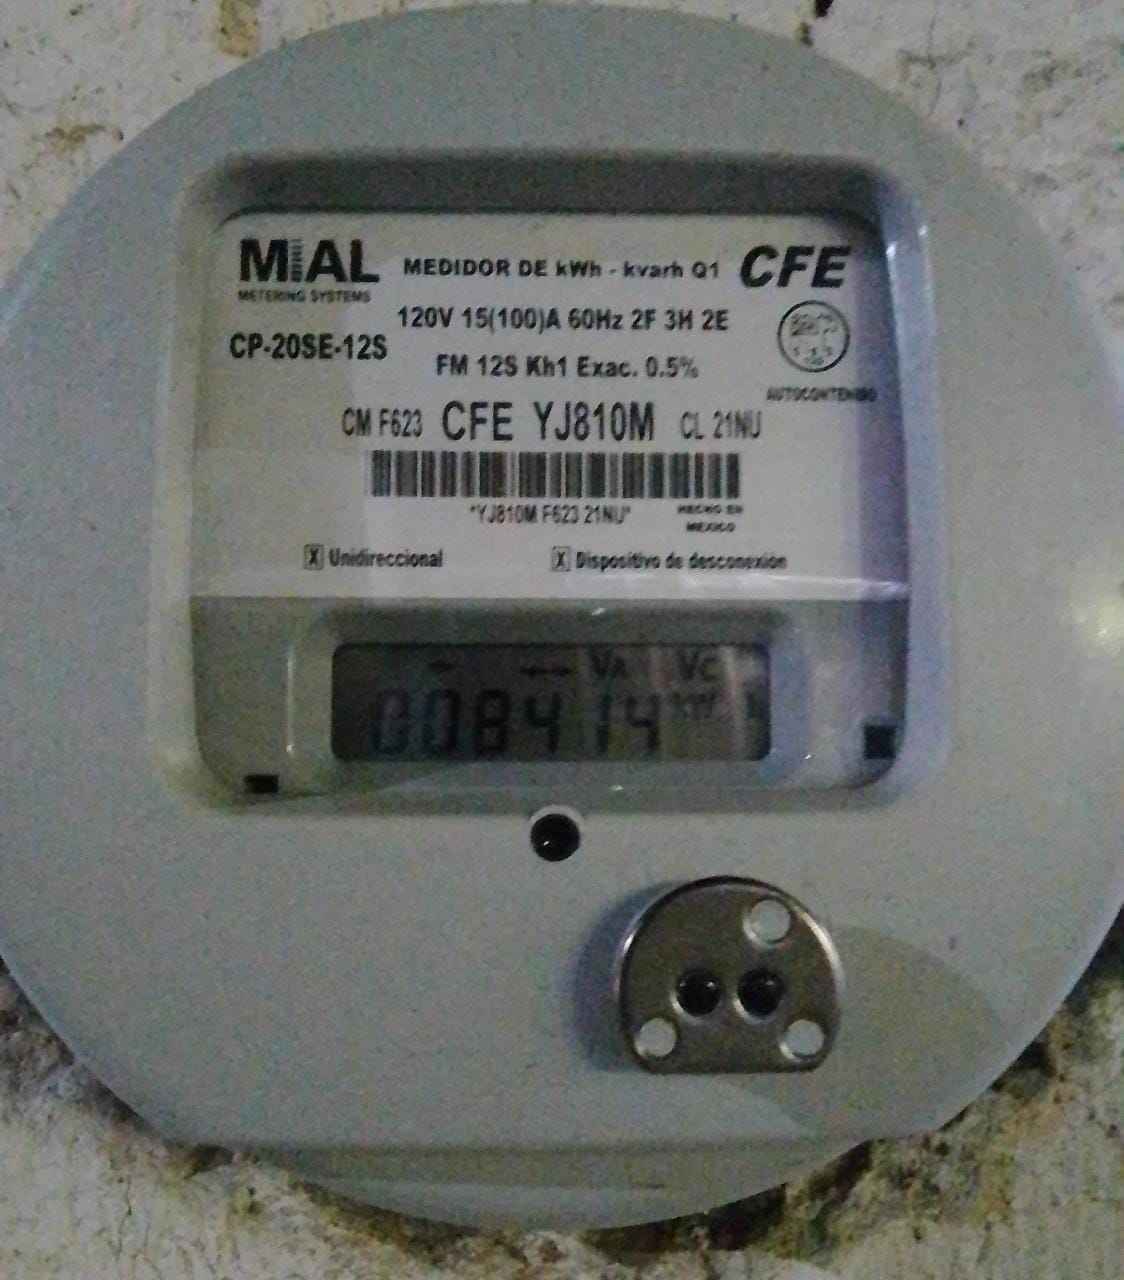 MIAL MEDIDOR DE kWh - kvarh Q1 CFE
METERING SYSTEMS
120V 15(100)A 60Hz 2F 3H 2E
CP-20SE-12S
FM 12S Kh1 Exac. 0.5%
AUTOCONTENIDO
CM F623 CFE YJ810M CL 21NU
*YJ810M F623 21NU*
HECHO EN
MEXICO
X Unidireccional X Dispositivo de desconexión
VA VC
008414